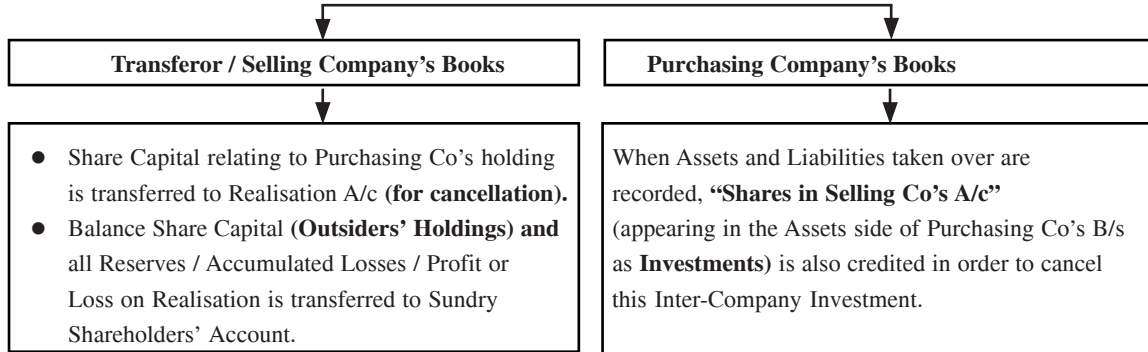 Transferor / Selling Company’s Books
● Share Capital relating to Purchasing Co’s holding
is transferred to Realisation A/c (for cancellation).
● Balance Share Capital (Outsiders’ Holdings) and
all Reserves / Accumulated Losses / Profit or
Loss on Realisation is transferred to Sundry
Shareholders’ Account.
Purchasing Company’s Books
When Assets and Liabilities taken over are
recorded, “Shares in Selling Co’s A/c”
(appearing in the Assets side of Purchasing Co’s B/s
as Investments) is also credited in order to cancel
this Inter-Company Investment.